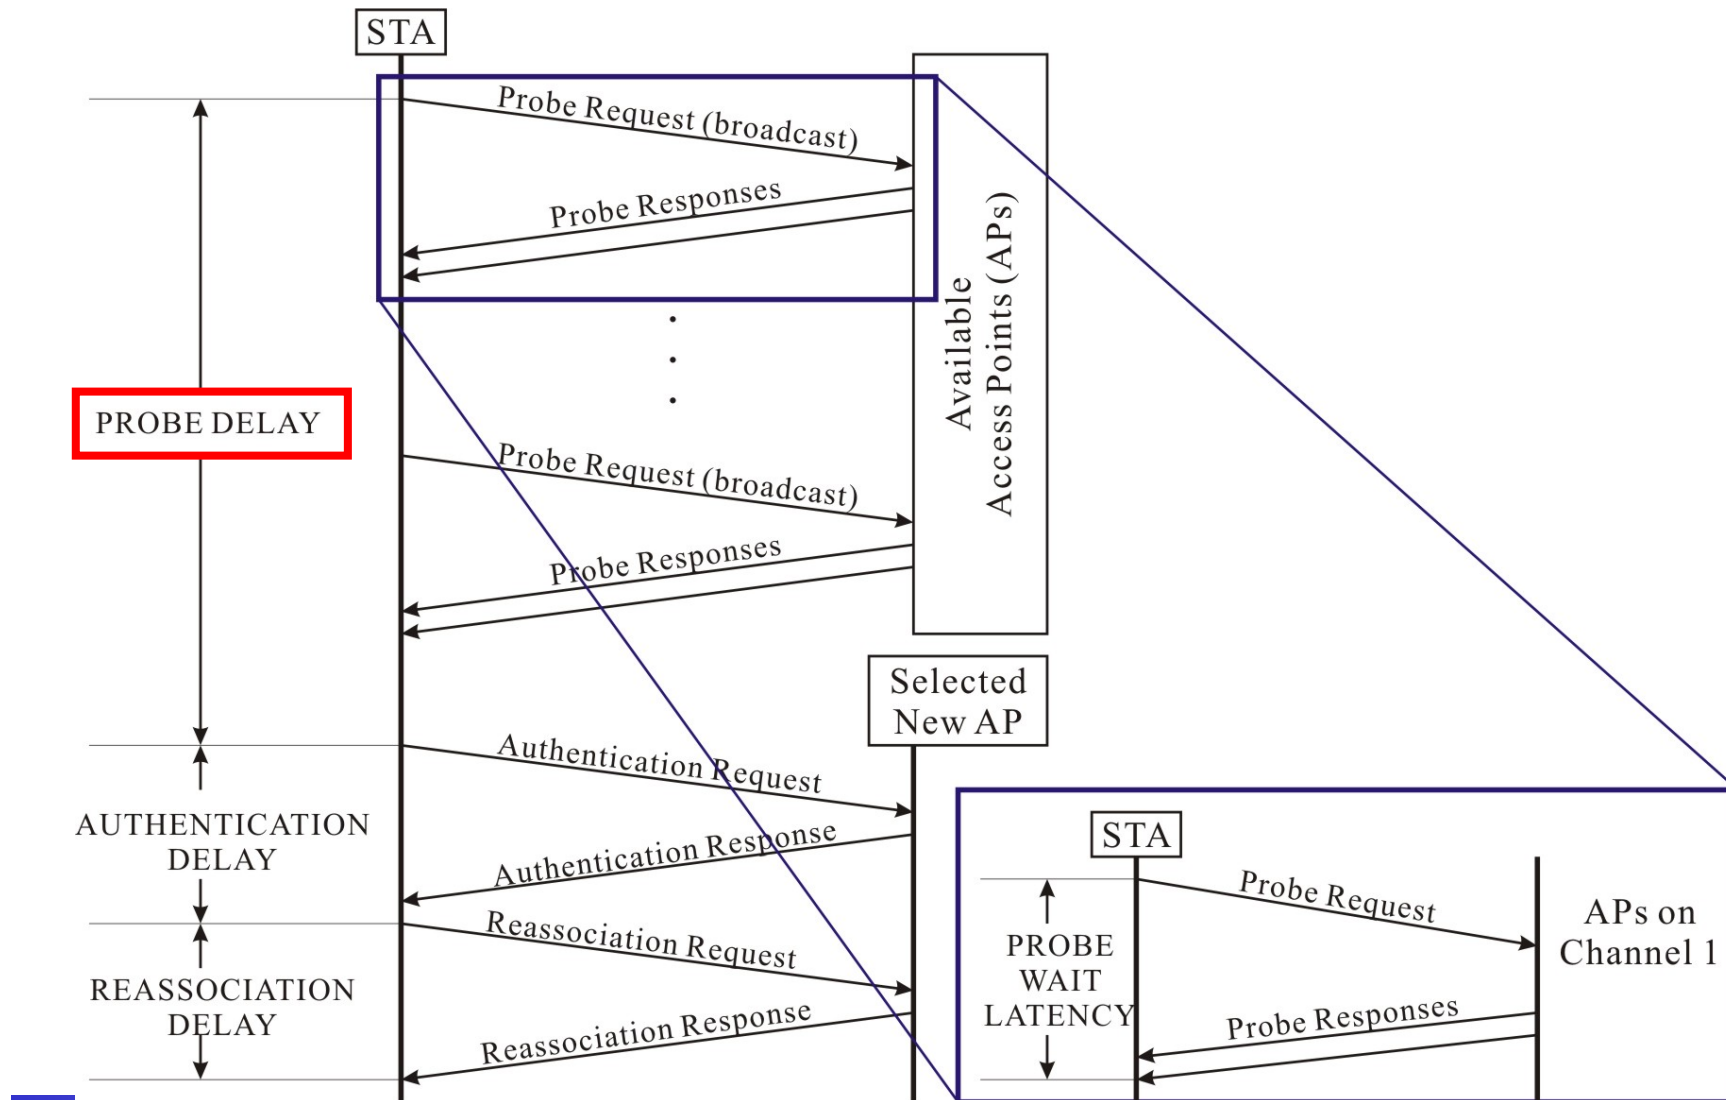 STA
Probe Request (broadcast)
Probe Responses
Available
Access Points (APs)
.
.
.
PROBE DELAY
Probe Request (broadcast)
Probe Responses
Selected
New AP
Authentication Request
AUTHENTICATION
DELAY
Authentication Response
Reassociation Request
REASSOCIATION
DELAY
Reassociation Response
STA
Probe Request
APs on
Channel 1
PROBE
WAIT
LATENCY
Probe Responses